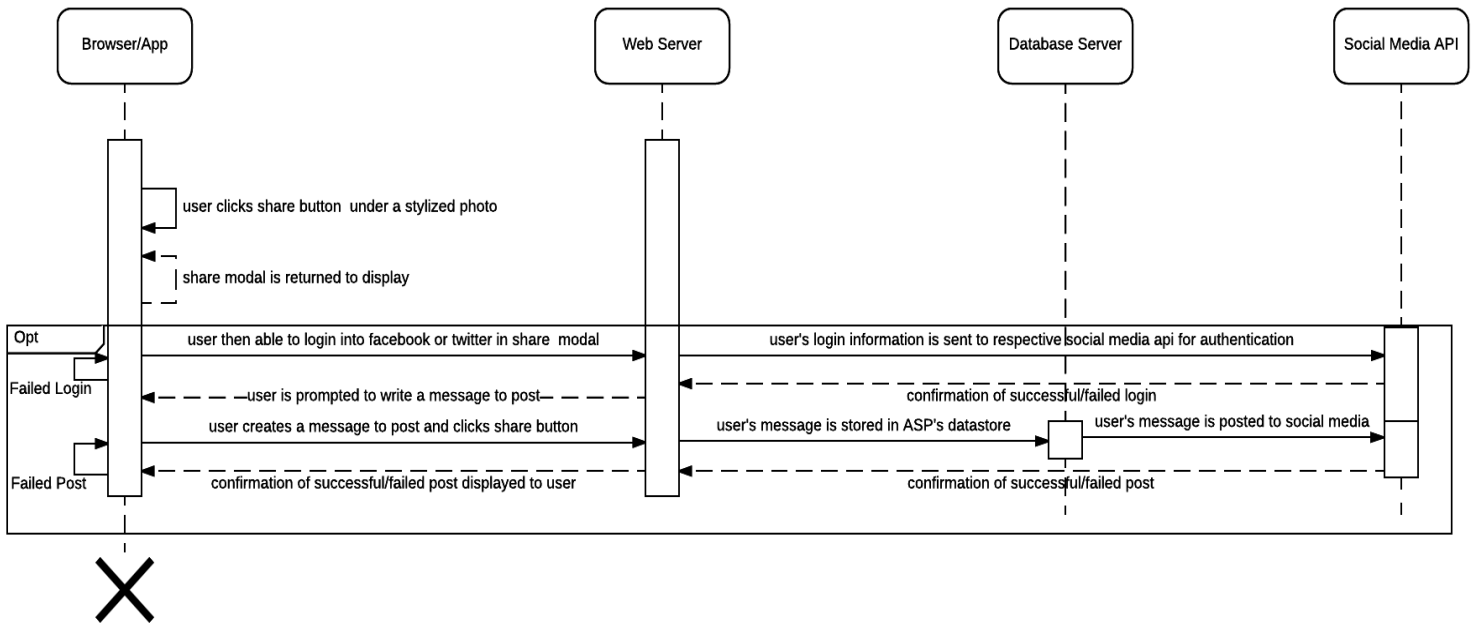 Browser/App
Web Server
Database Server
Social Media API
user clicks share button  under a stylized photo
share modal is returned to display
Opt
user then able to login into facebook or twitter in share  modal
user's login information is sent to respective social media api for authentication
Failed Login
user is prompted to write a message to post
confirmation of successful/failed login
user creates a message to post and clicks share button
user's message is stored in ASP's datastore
user's message is posted to social media
Failed Post
confirmation of successful/failed post displayed to user
confirmation of successful/failed post